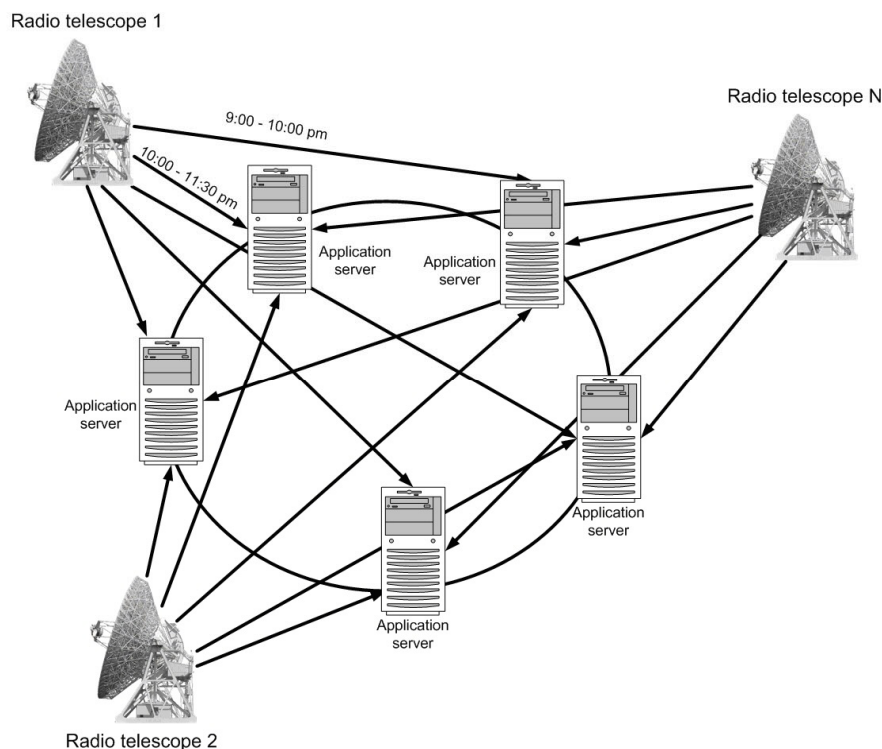 Radio telescope 1
Radio telescope N
9:00 - 10:00 pm
10:00 - 11:30 pm
Application
server
Application
server
Application
server
Application
server
Application
server
Radio telescope 2